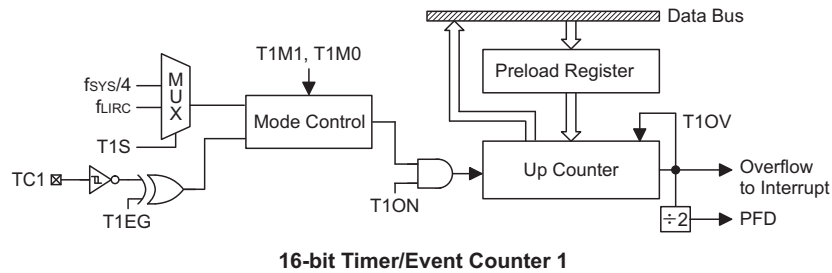 Data Bus
T1M1, T1M0
Preload Register
fSYS/4
fLIRC
MUX
Mode Control
T1S
T1OV
TC1
Up Counter
Overflow
to Interrupt
T1EG
T1ON
÷2
PFD
16-bit Timer/Event Counter 1